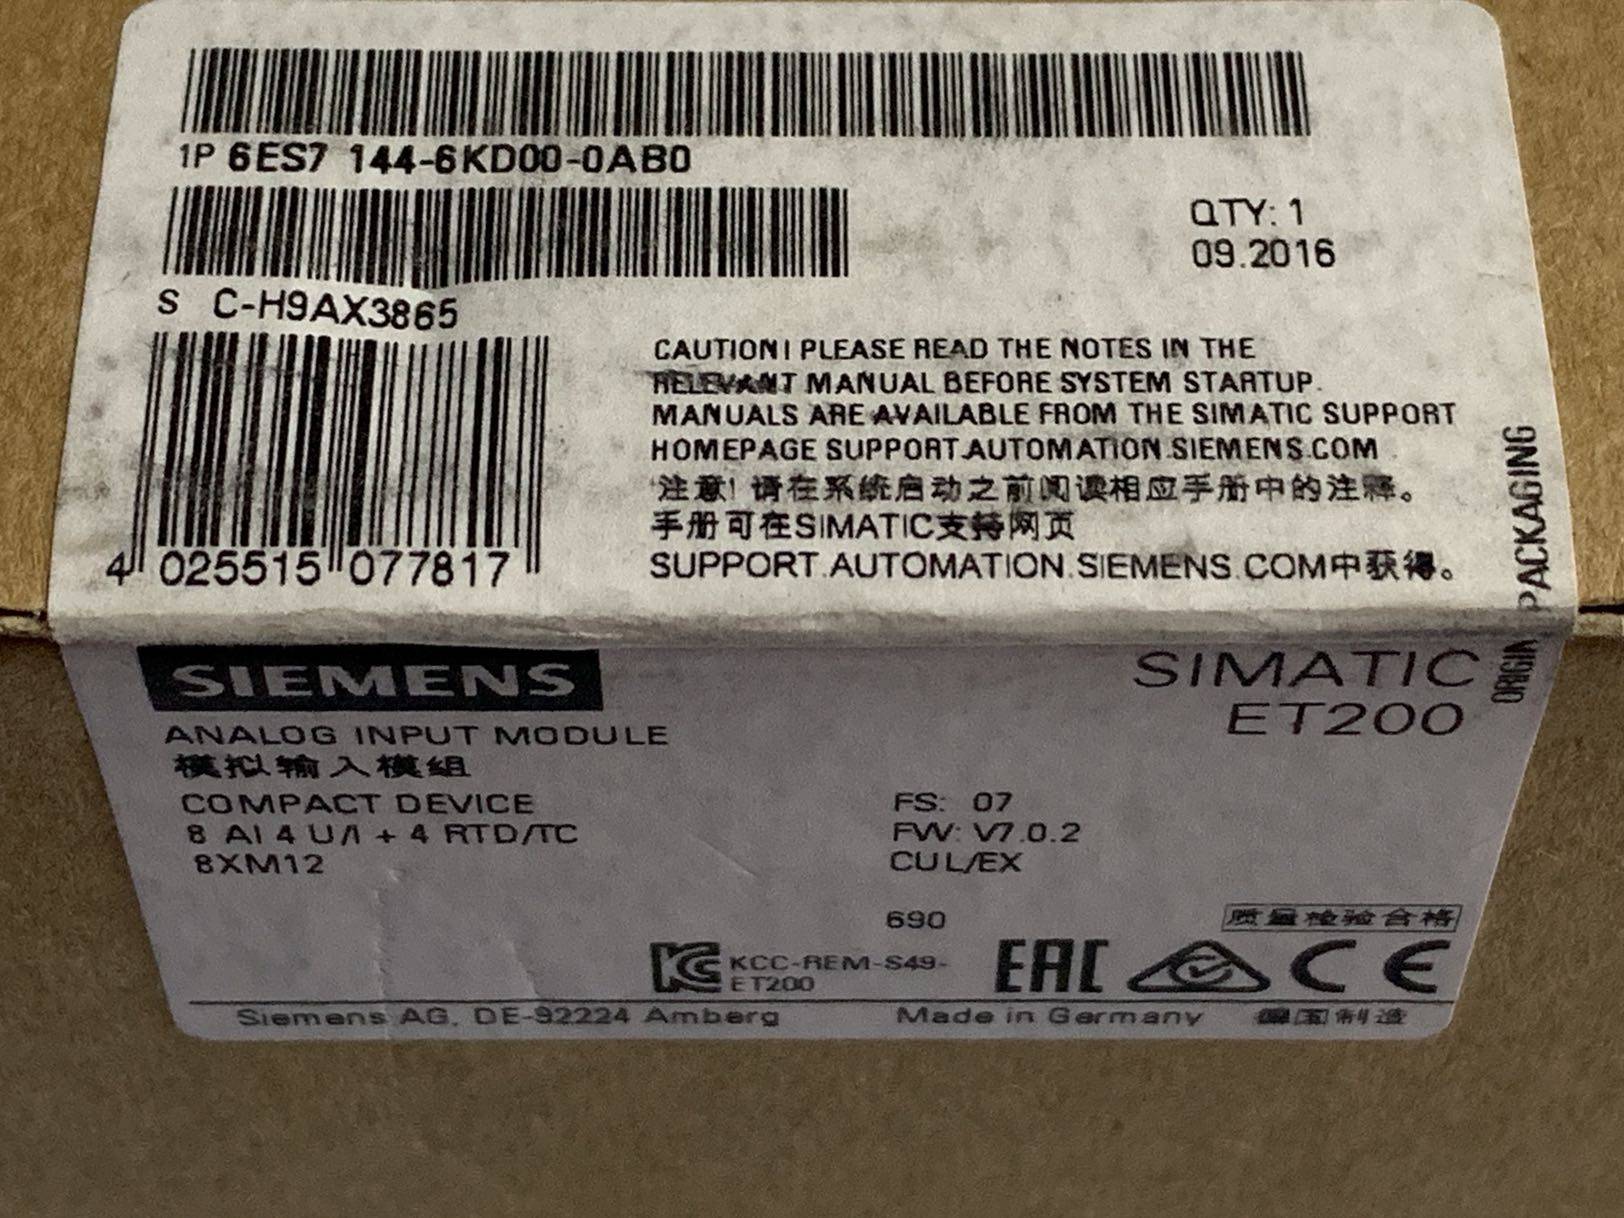 1P 6ES7 144-6KD00-0AB0
QTY: 1
09.2016
S C-H9AX3865
4 025515 077817
CAUTION! PLEASE READ THE NOTES IN THE
RELEVANT MANUAL BEFORE SYSTEM STARTUP.
MANUALS ARE AVAILABLE FROM THE SIMATIC SUPPORT
HOMEPAGE SUPPORT.AUTOMATION.SIEMENS.COM
注意! 请在系统启动之前阅读相应手册中的注释。
手册可在SIMATIC支持网页
SUPPORT.AUTOMATION.SIEMENS.COM中获得。
ORIGIN PACKAGING
SIEMENS
SIMATIC
ET200
ANALOG INPUT MODULE
模拟输入模组
COMPACT DEVICE
8 AI 4 U/I + 4 RTD/TC
8XM12
FS: 07
FW: V7.0.2
CUL/EX
690
质量检验合格
KCC-REM-S49-
ET200
EAC
CE
Siemens AG, DE-92224 Amberg
Made in Germany 德国制造